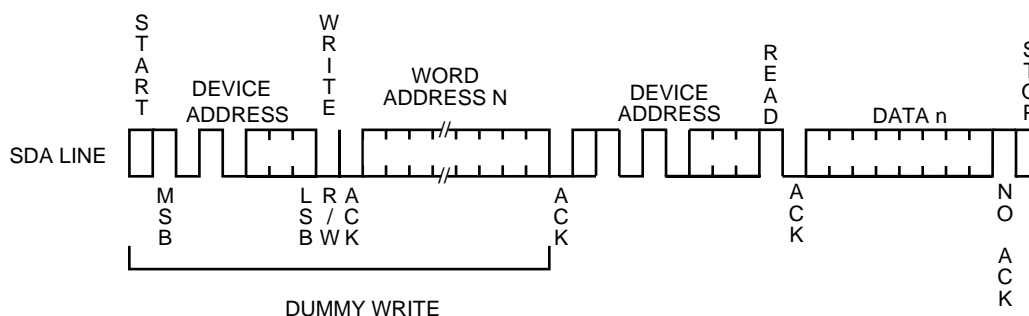 START
WRITE
READ
STOP
DEVICE
ADDRESS
WORD
ADDRESS N
DEVICE
ADDRESS
DATA n
SDA LINE
MSB
LSB
R/W
ACK
ACK
ACK
NO ACK
DUMMY WRITE